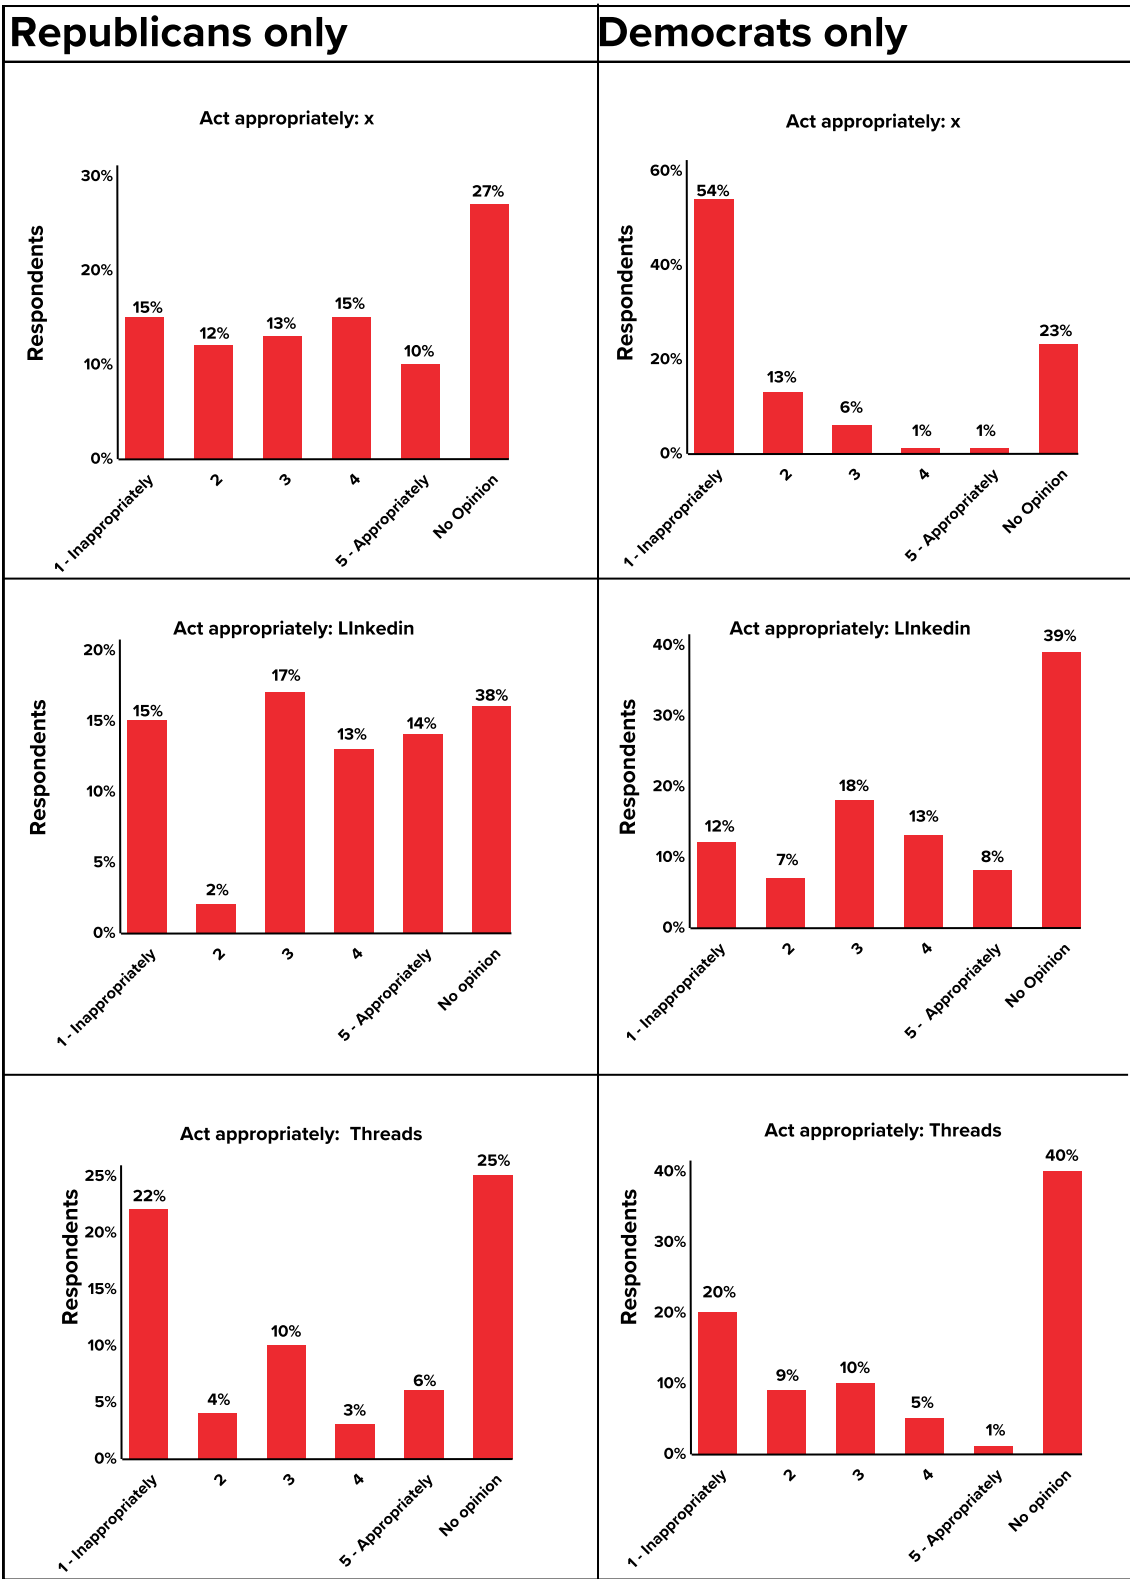 Republicans only
Democrats only
Act appropriately: x
Respondents
30%
20%
10%
0%
15%
12%
13%
15%
10%
27%
1 - Inappropriately
2
3
4
5 - Appropriately
No Opinion
Act appropriately: x
Respondents
60%
40%
20%
0%
54%
13%
6%
1%
1%
23%
1 - Inappropriately
2
3
4
5 - Appropriately
No Opinion
Act appropriately: LInkedin
Respondents
20%
15%
10%
5%
0%
15%
2%
17%
13%
14%
38%
1 - Inappropriately
2
3
4
5 - Appropriately
No opinion
Act appropriately: LInkedin
Respondents
40%
30%
20%
10%
0%
12%
7%
18%
13%
8%
39%
1 - Inappropriately
2
3
4
5 - Appropriately
No Opinion
Act appropriately:  Threads
Respondents
25%
20%
15%
10%
5%
0%
22%
4%
10%
3%
6%
25%
1 - Inappropriately
2
3
4
5 - Appropriately
No opinion
Act appropriately: Threads
Respondents
40%
30%
20%
10%
0%
20%
9%
10%
5%
1%
40%
1 - Inappropriately
2
3
4
5 - Appropriately
No opinion